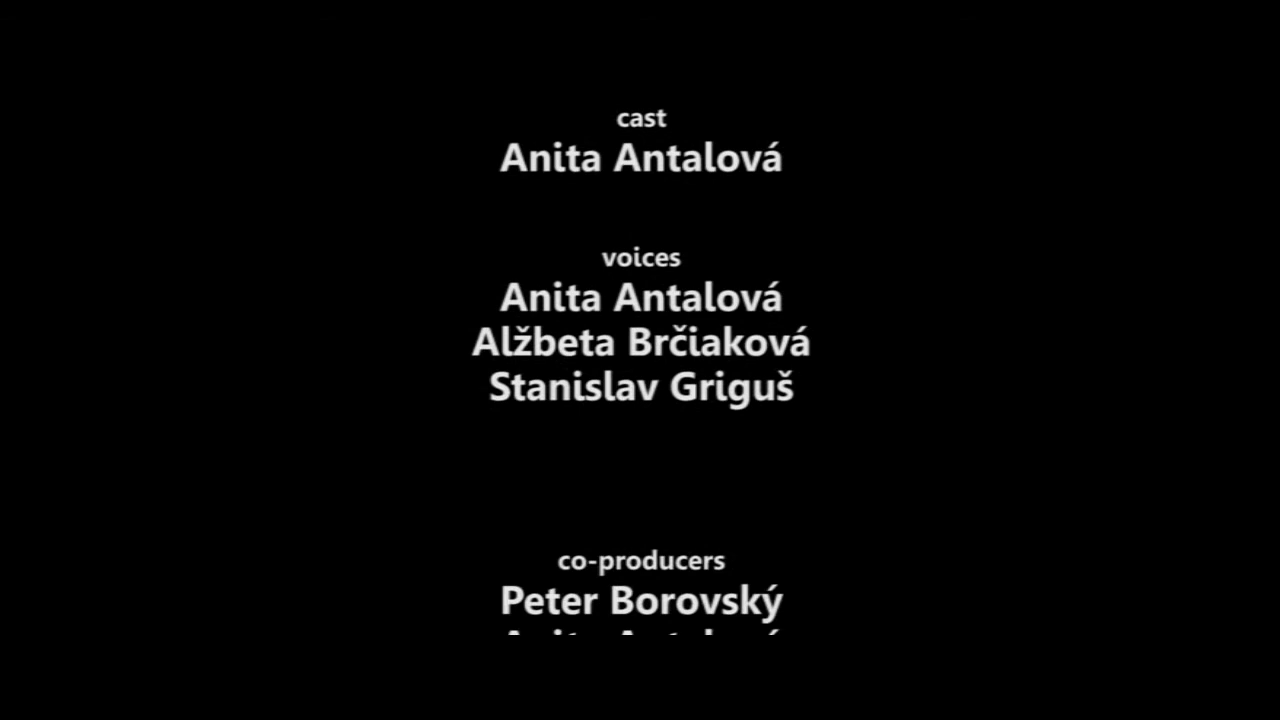 cast
Anita Antalová
voices
Anita Antalová
Alžbeta Brčiaková
Stanislav Griguš
co-producers
Peter Borovský